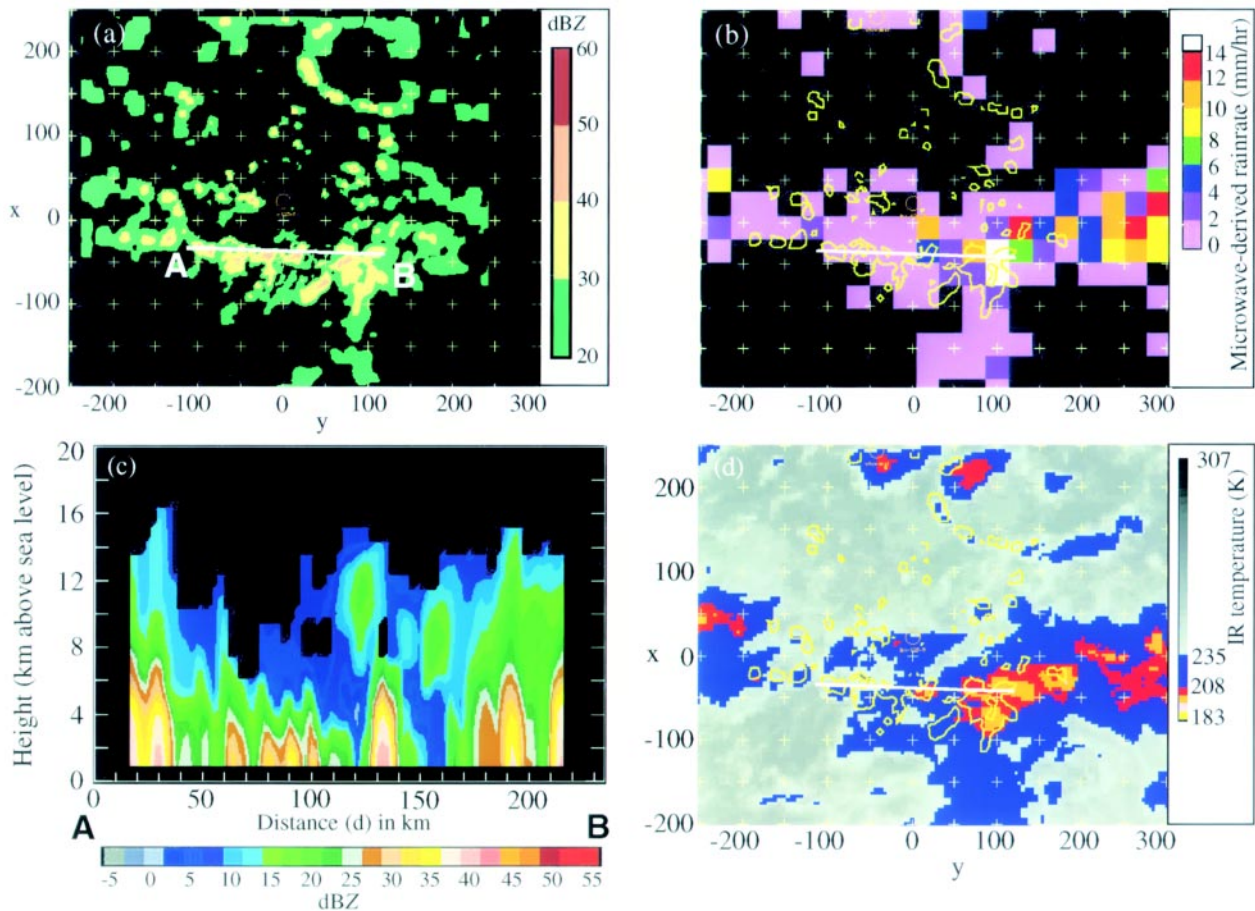 (a)
dBZ
200
100
x
0
-100
-200
60
50
40
30
20
A
B
-200 -100 0 100 200 300
y
(b)
14
12
10
8
6
4
2
0
Microwave-derived rainrate (mm/hr)
-200 -100 0 100 200 300
(c)
20
16
12
8
4
0
Height (km above sea level)
0 50 100 150 200
A Distance (d) in km B
-5 0 5 10 15 20 25 30 35 40 45 50 55
dBZ
(d)
200
100
x
0
-100
-200
307
235
208
183
IR temperature (K)
-200 -100 0 100 200 300
y